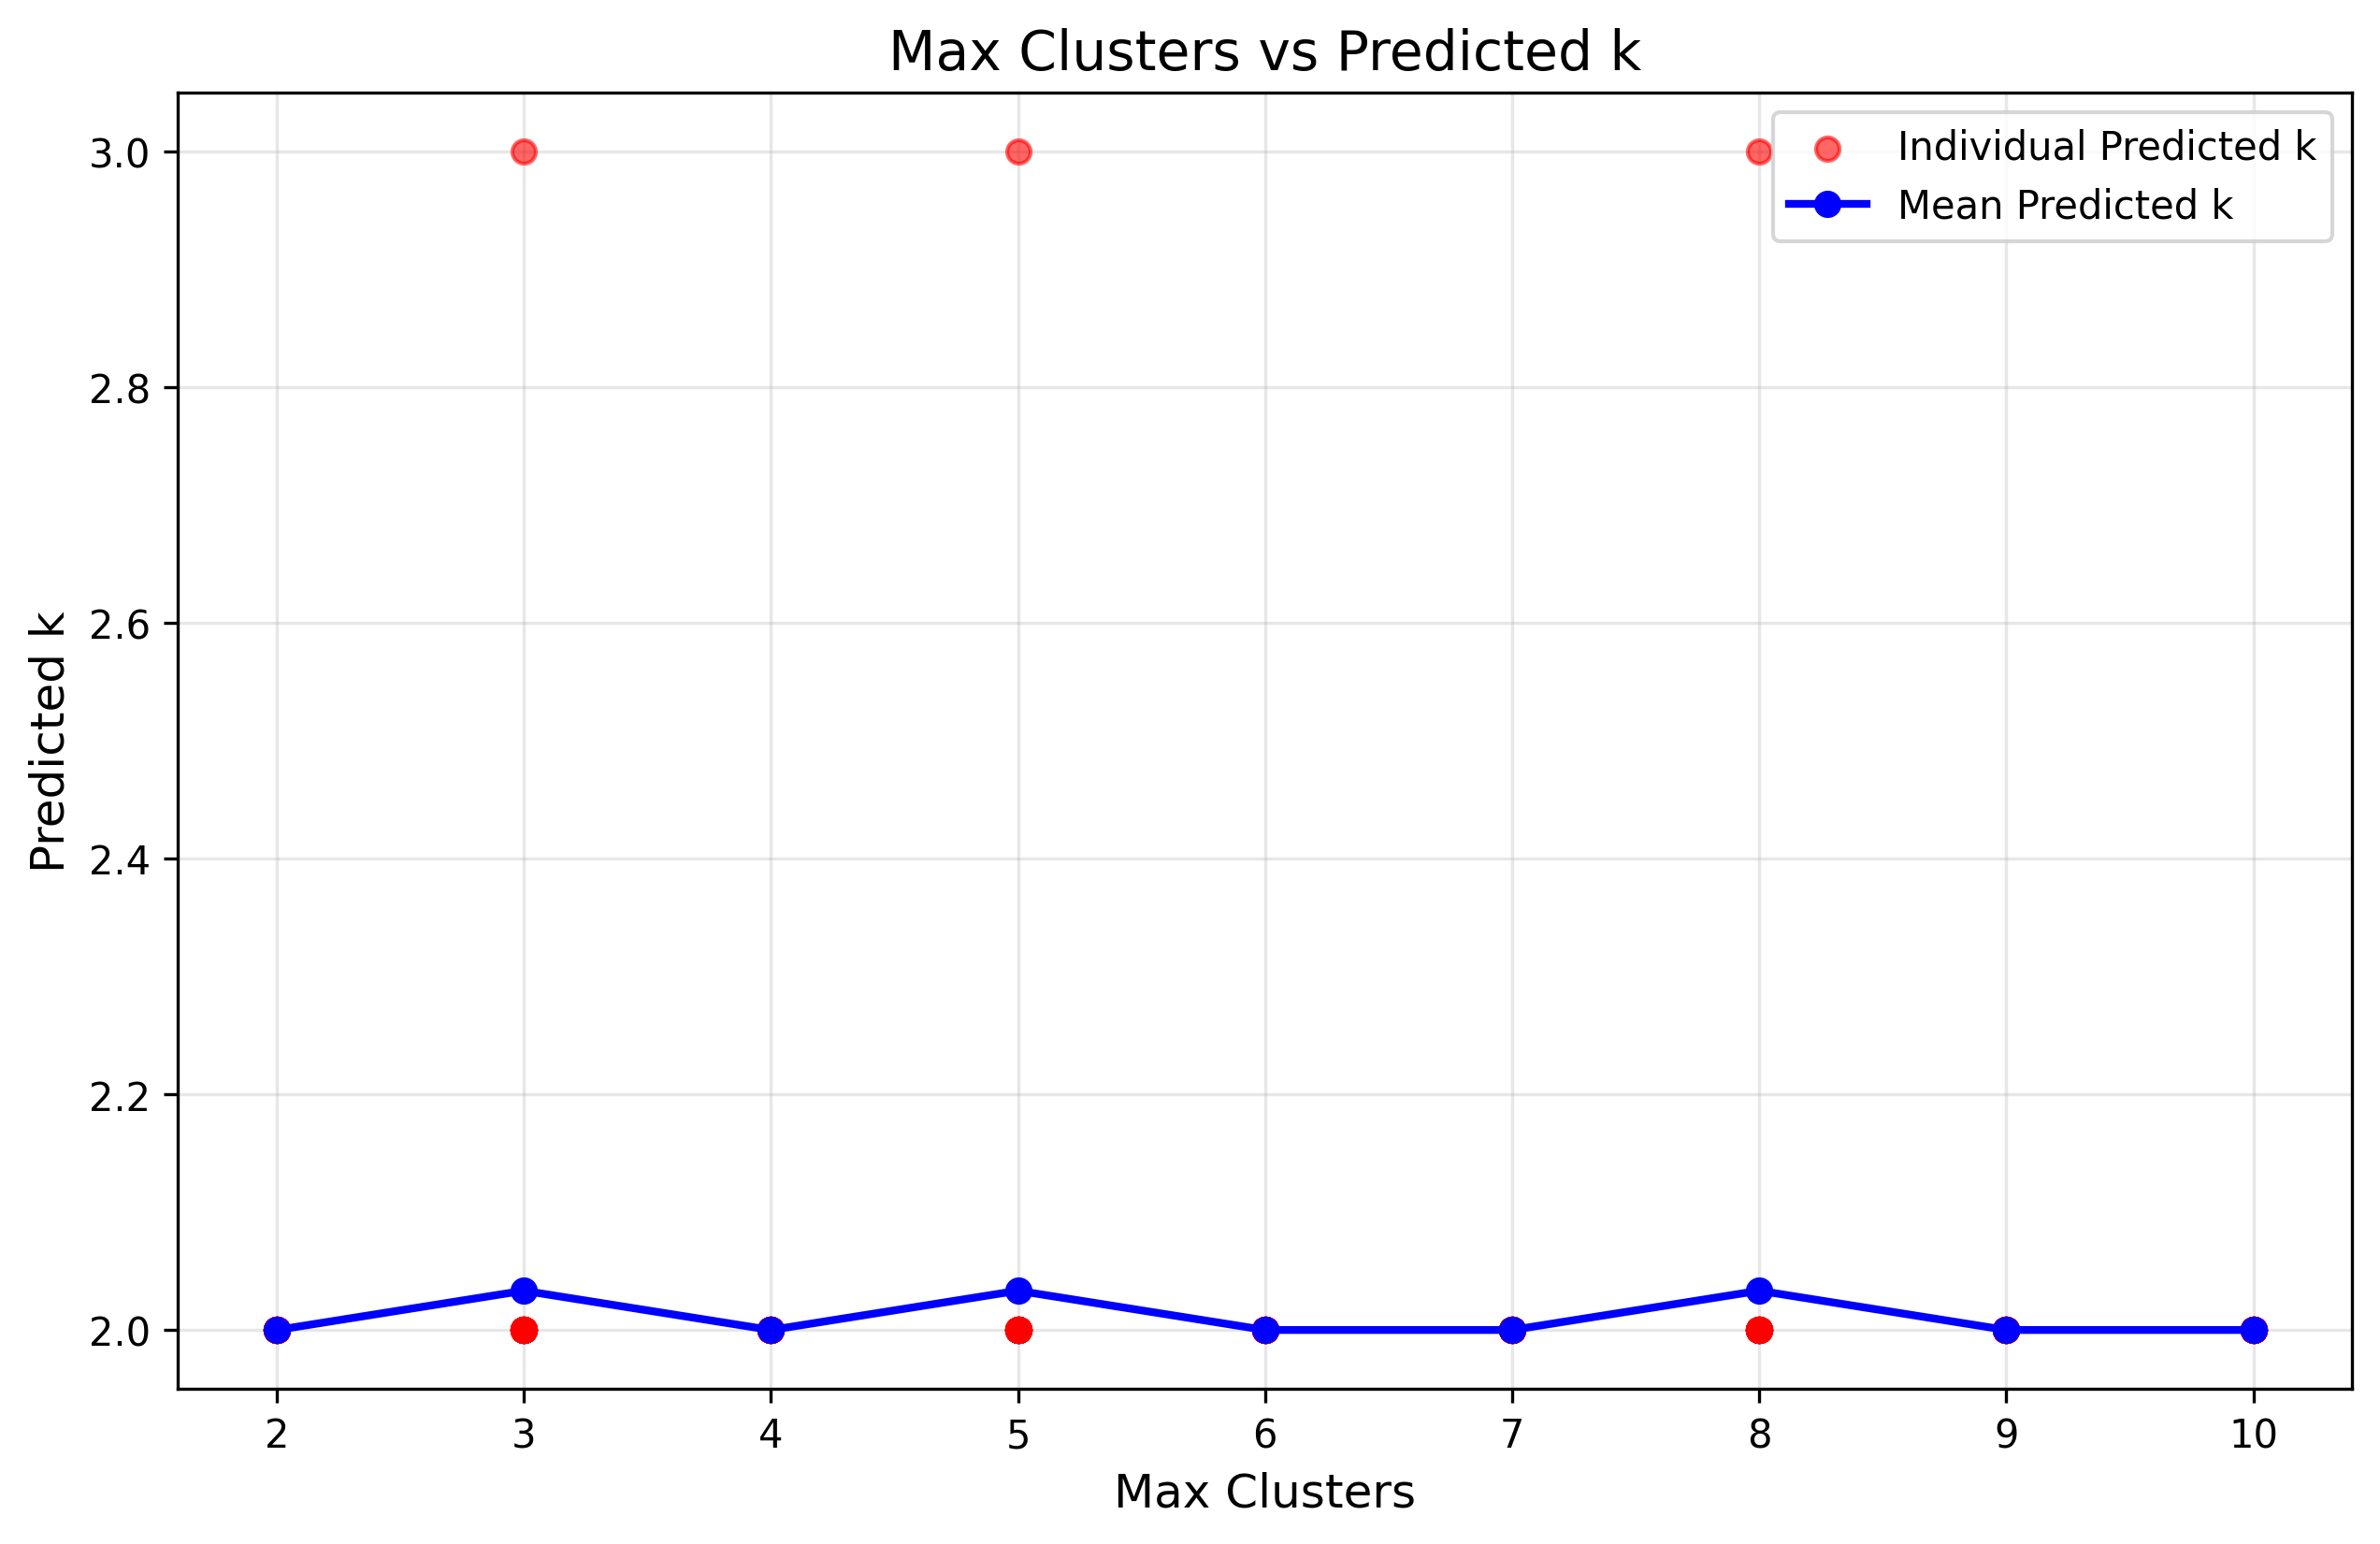 Max Clusters vs Predicted k
Individual Predicted k
Mean Predicted k
Predicted k
3.0
2.8
2.6
2.4
2.2
2.0
2 3 4 5 6 7 8 9 10
Max Clusters